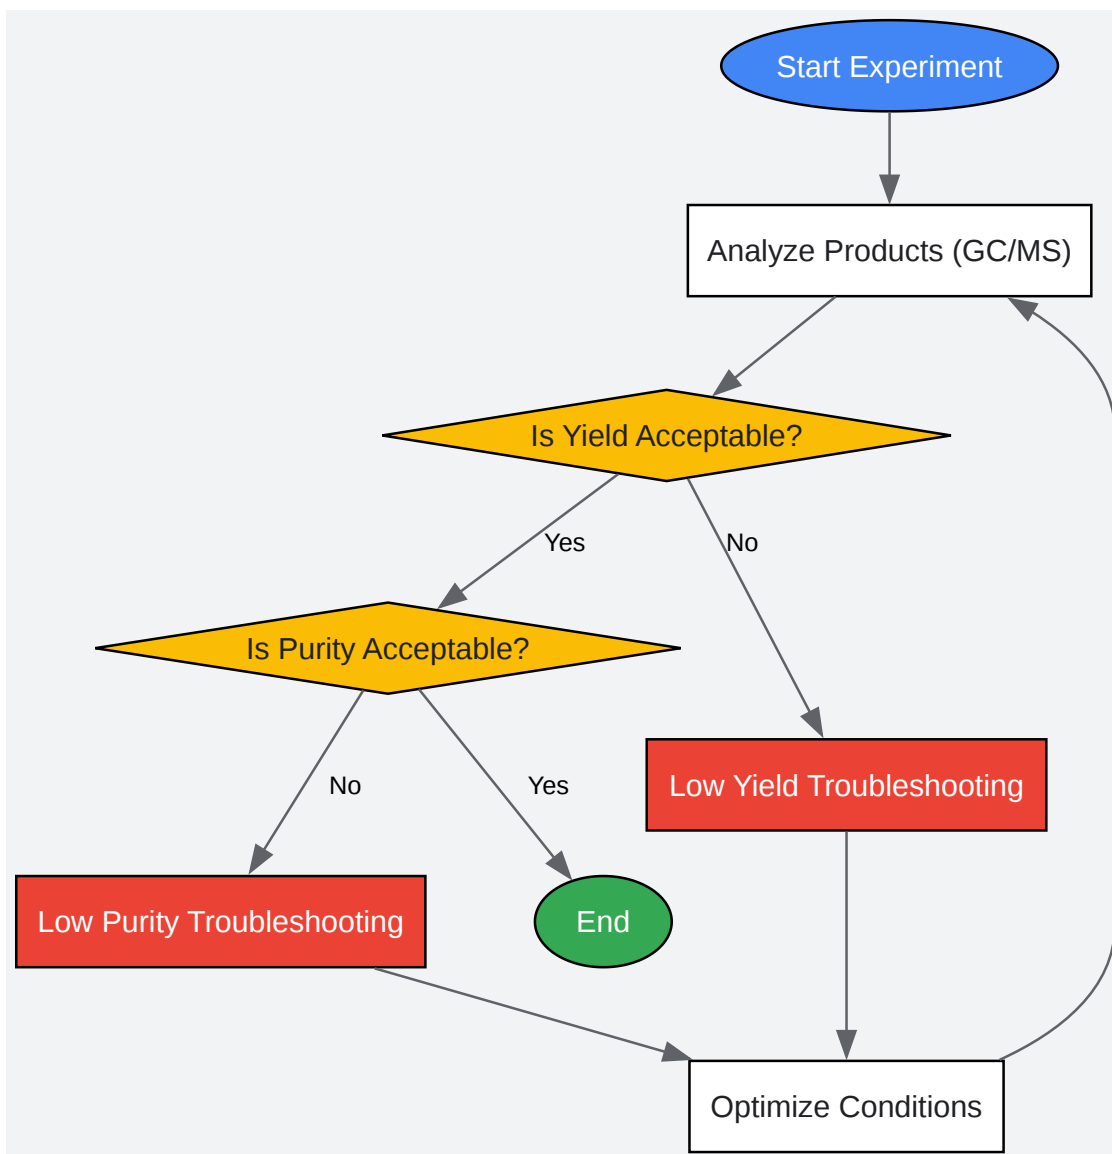 Start Experiment
Analyze Products (GC/MS)
Is Yield Acceptable?
Yes
No
Is Purity Acceptable?
No
Yes
Low Yield Troubleshooting
Low Purity Troubleshooting
End
Optimize Conditions